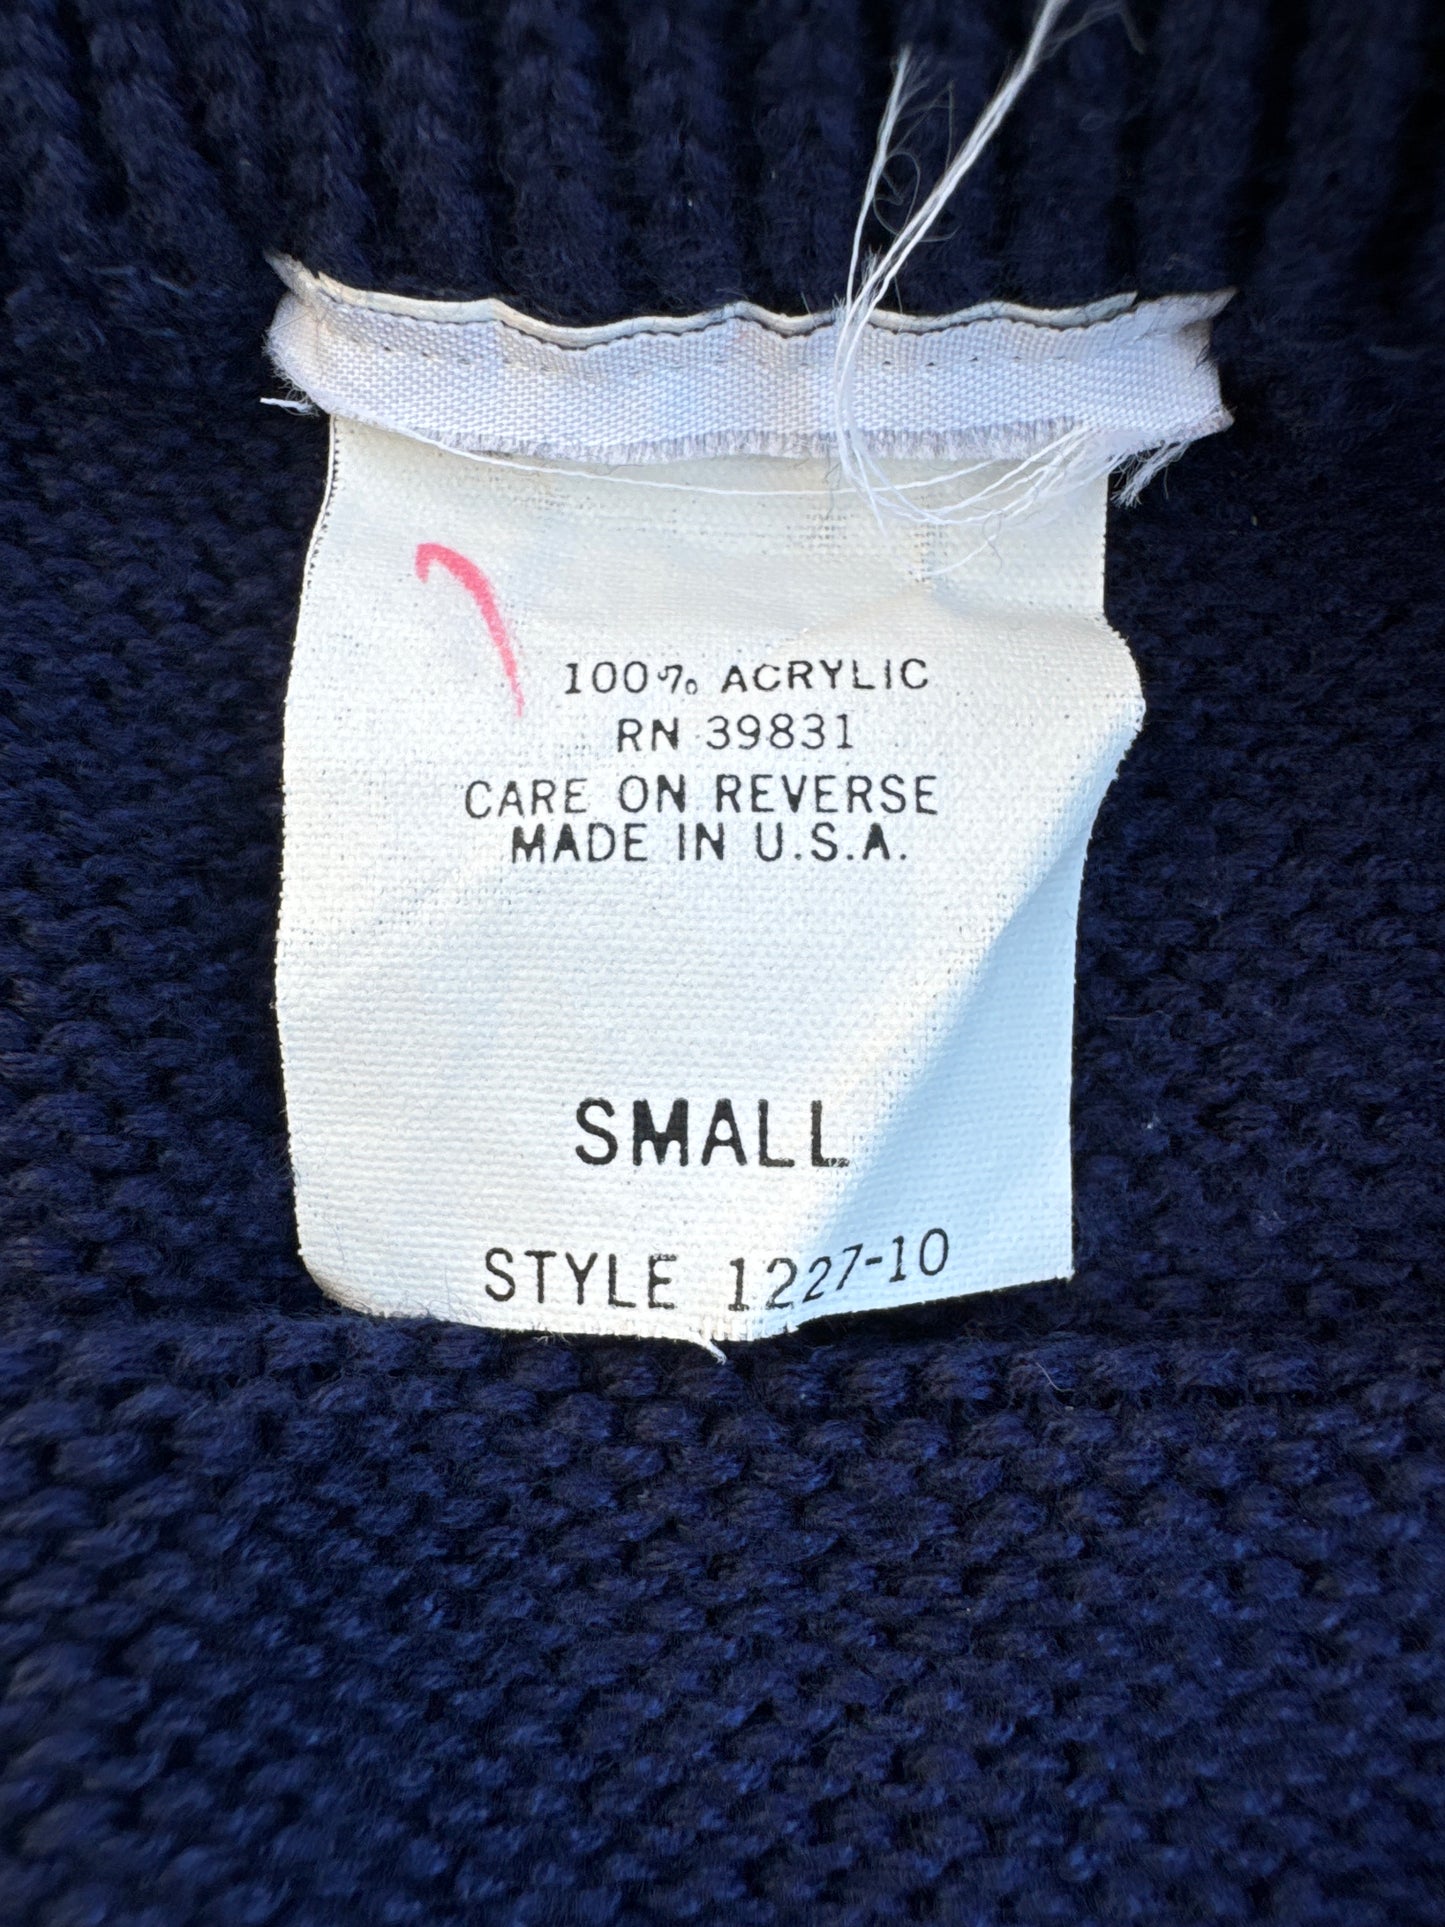 100% ACRYLIC
RN 39831
CARE ON REVERSE
MADE IN U.S.A.
SMALL
STYLE 1227-10